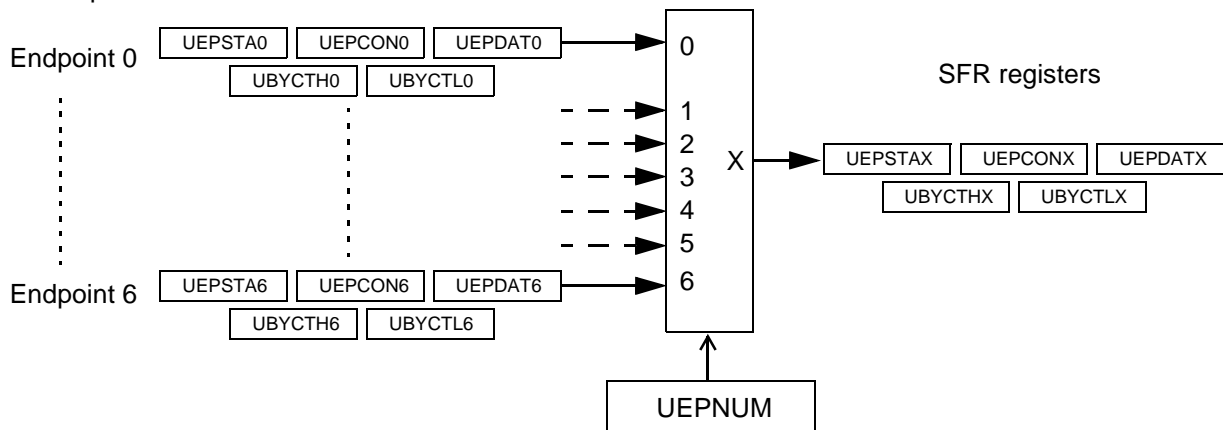 Endpoint 0
UEPSTA0 UEPCON0 UEPDAT0
UBYCTH0 UBYCTL0
0
1
2
3
4
5
6
X
SFR registers
UEPSTAX UEPCONX UEPDATX
UBYCTHX UBYCTLX
Endpoint 6
UEPSTA6 UEPCON6 UEPDAT6
UBYCTH6 UBYCTL6
UEPNUM